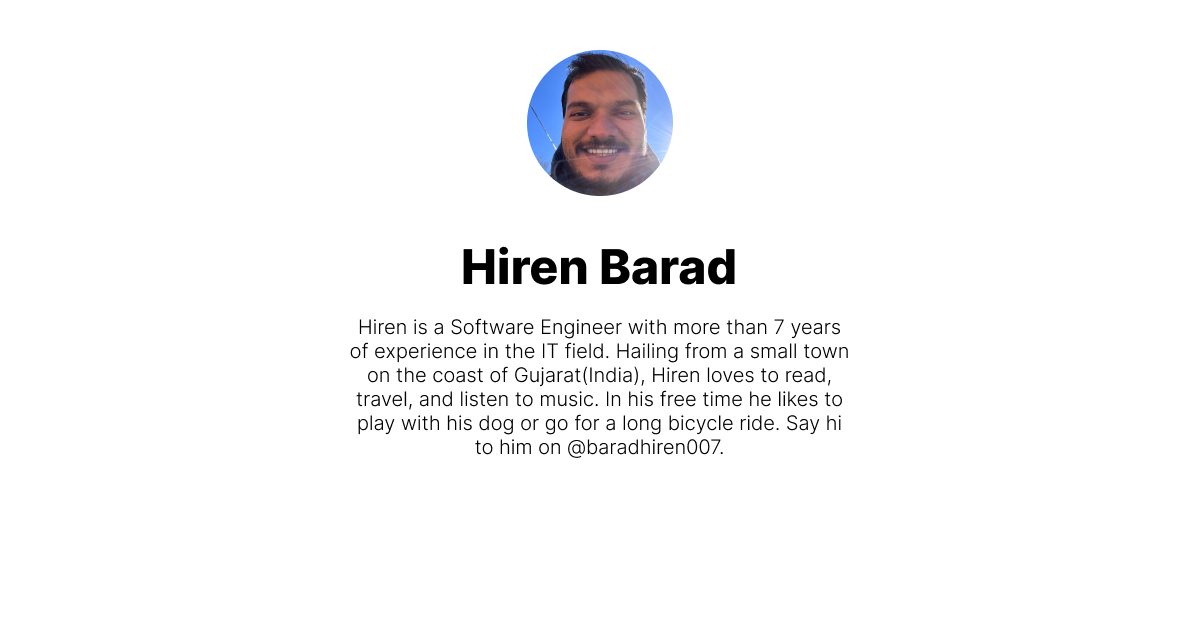 Hiren Barad
Hiren is a Software Engineer with more than 7 years
of experience in the IT field. Hailing from a small town
on the coast of Gujarat(India), Hiren loves to read,
travel, and listen to music. In his free time he likes to
play with his dog or go for a long bicycle ride. Say hi
to him on @baradhiren007.